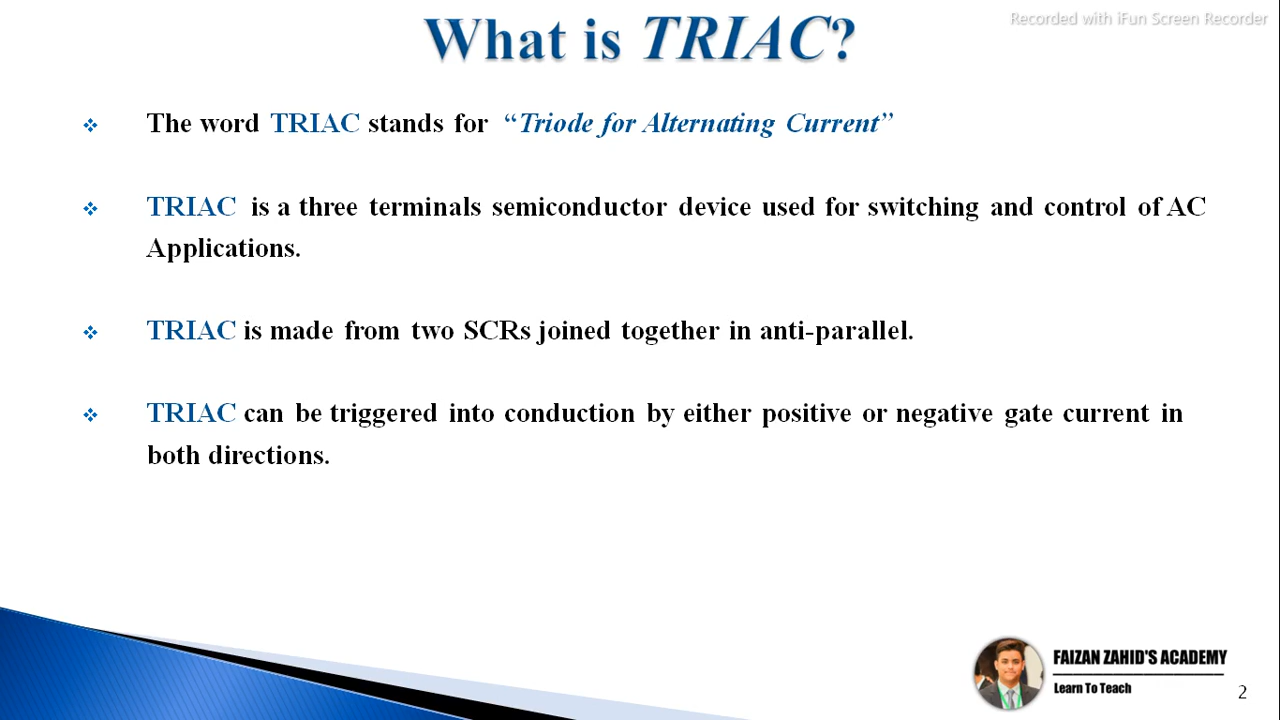 Recorded with iFun Screen Recorder
What is TRIAC?
❖ The word TRIAC stands for “Triode for Alternating Current”
❖ TRIAC is a three terminals semiconductor device used for switching and control of AC
Applications.
❖ TRIAC is made from two SCRs joined together in anti-parallel.
❖ TRIAC can be triggered into conduction by either positive or negative gate current in
both directions.
FAIZAN ZAHID'S ACADEMY
Learn To Teach
2